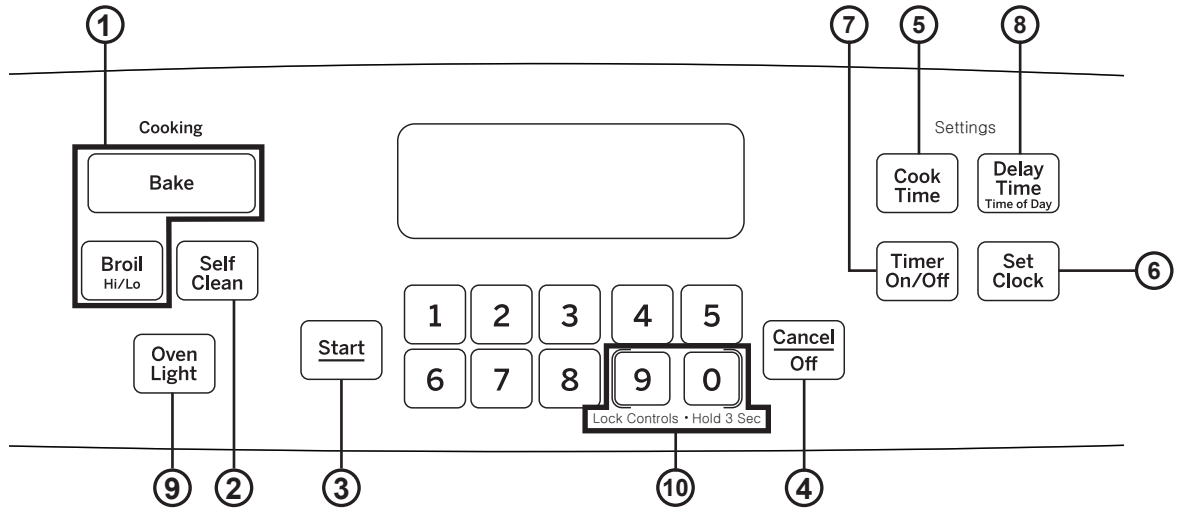 1
7
5
8
Cooking
Settings
Bake
Cook
Time
Delay
Time
Time of Day
Broil
Hi/Lo
Self
Clean
Timer
On/Off
Set
Clock
6
Oven
Light
Start
1 2 3 4 5
6 7 8 9 0
Lock Controls • Hold 3 Sec
Cancel
Off
9
2
3
10
4